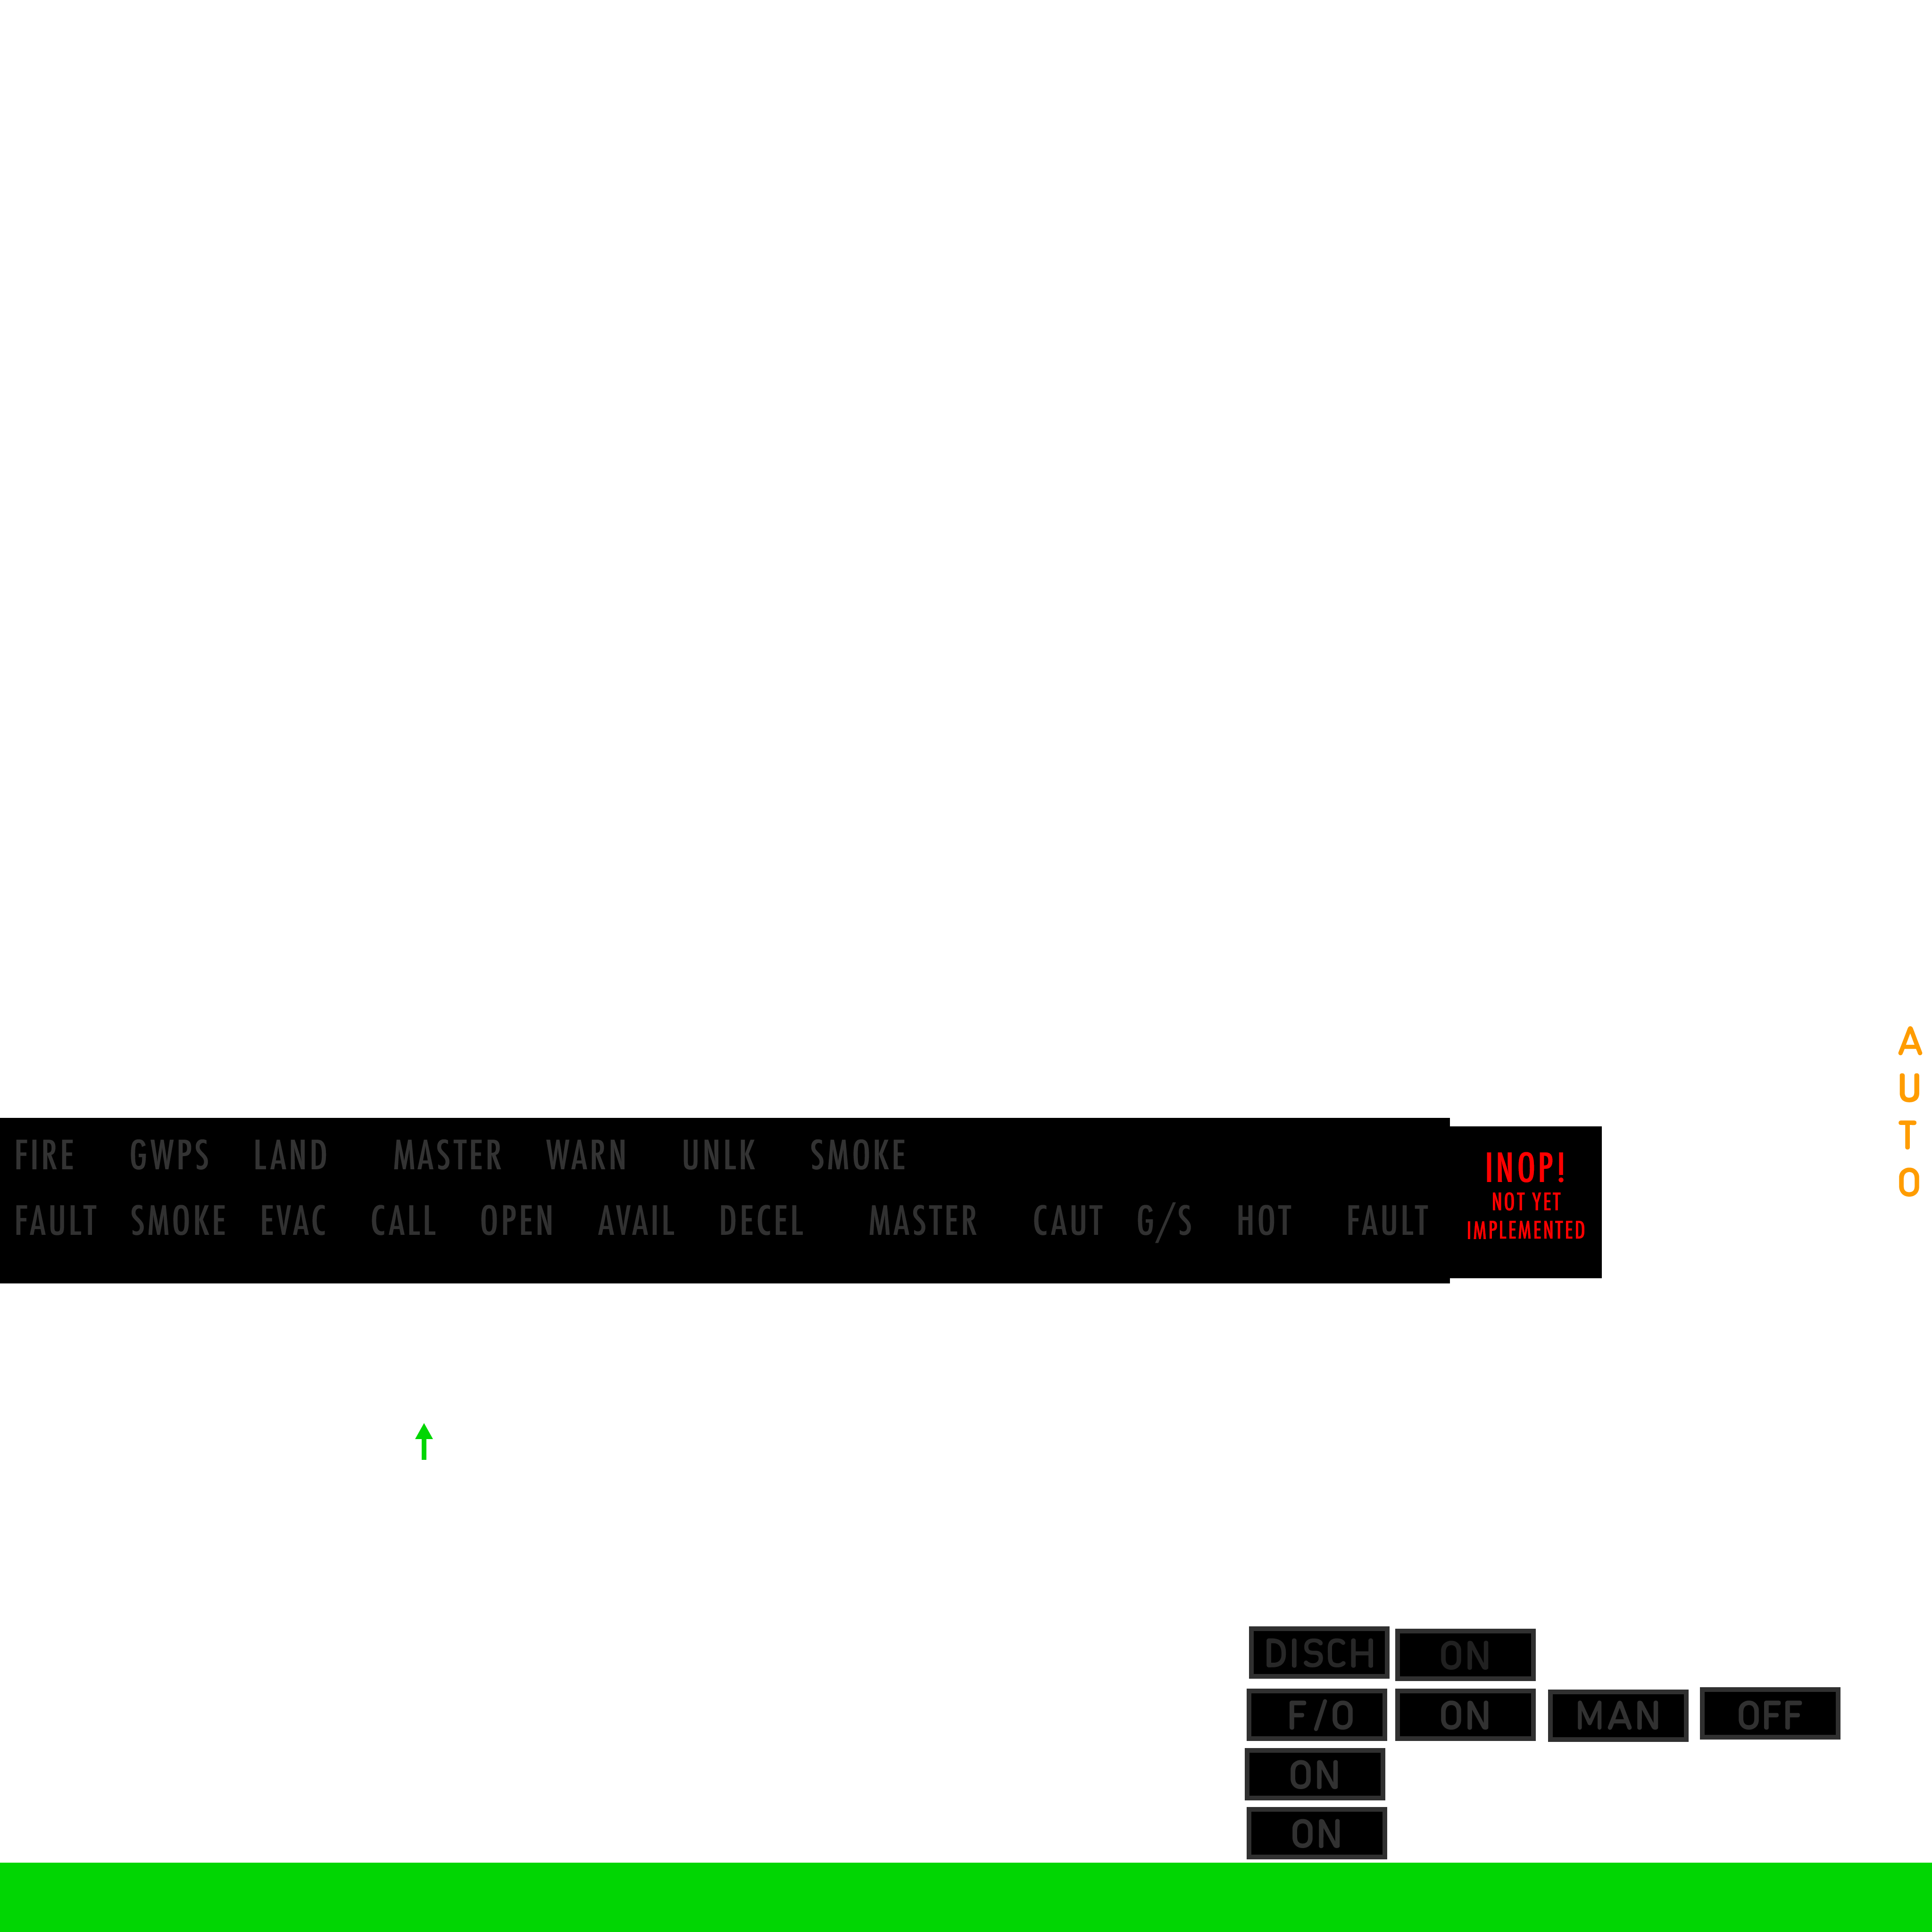 A
U
T
O
FIRE GWPS LAND MASTER WARN UNLK SMOKE
FAULT SMOKE EVAC CALL OPEN AVAIL DECEL MASTER CAUT G/S HOT FAULT
INOP!
NOT YET
IMPLEMENTED
DISCH ON
F/O ON MAN OFF
ON
ON